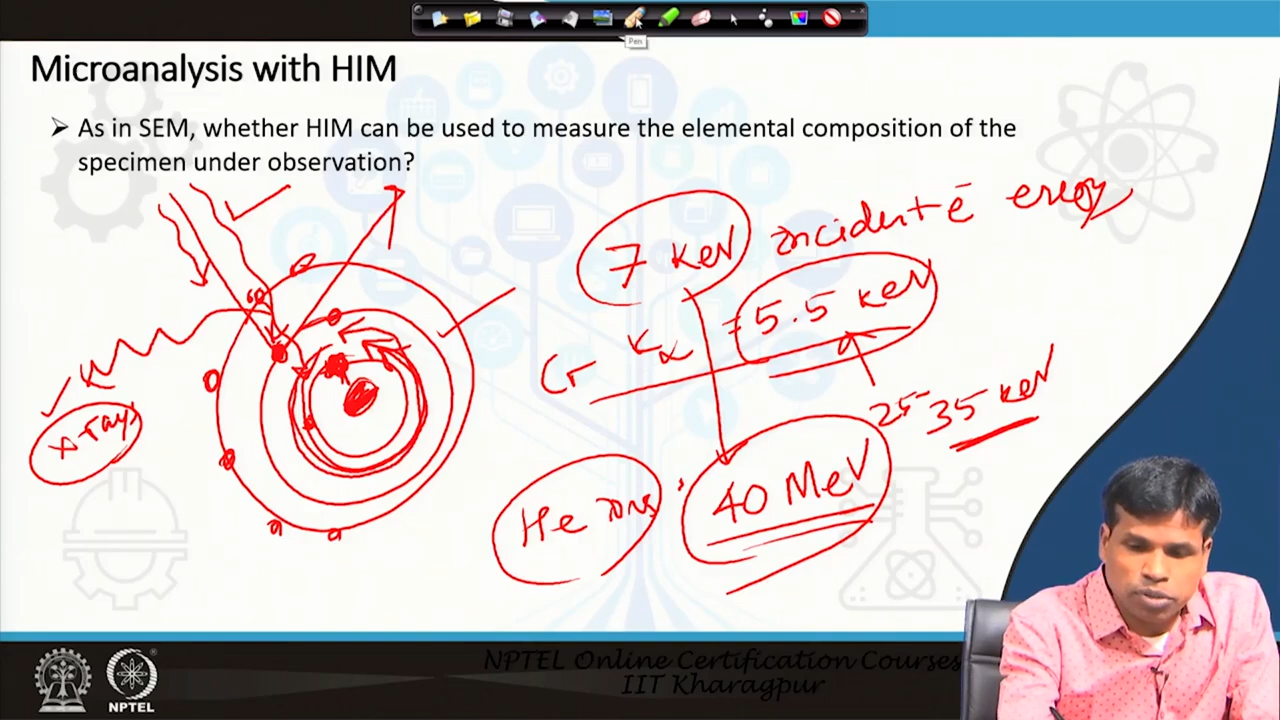 Pen
Microanalysis with HIM
➢ As in SEM, whether HIM can be used to measure the elemental composition of the
specimen under observation?
7 KeV incident e⁻ energy
Cr Kα = 5.5 KeV
25-35 KeV
X-rays
He ions, 40 MeV
NPTEL Online Certification Courses
IIT Kharagpur
NPTEL